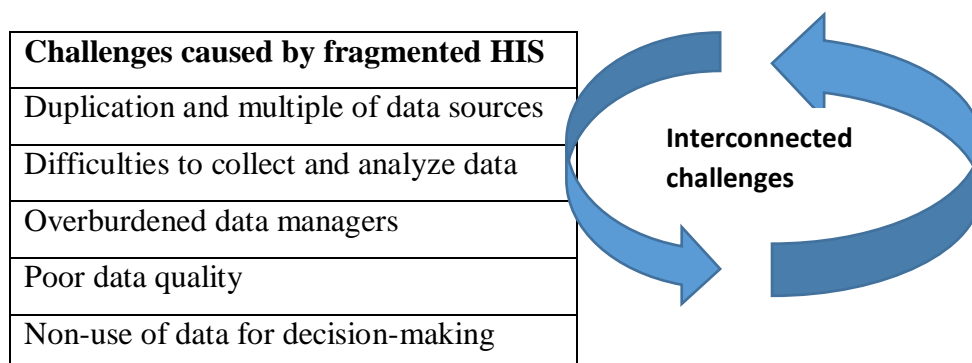 Challenges caused by fragmented HIS
Duplication and multiple of data sources
Difficulties to collect and analyze data
Overburdened data managers
Poor data quality
Non-use of data for decision-making
Interconnected
challenges